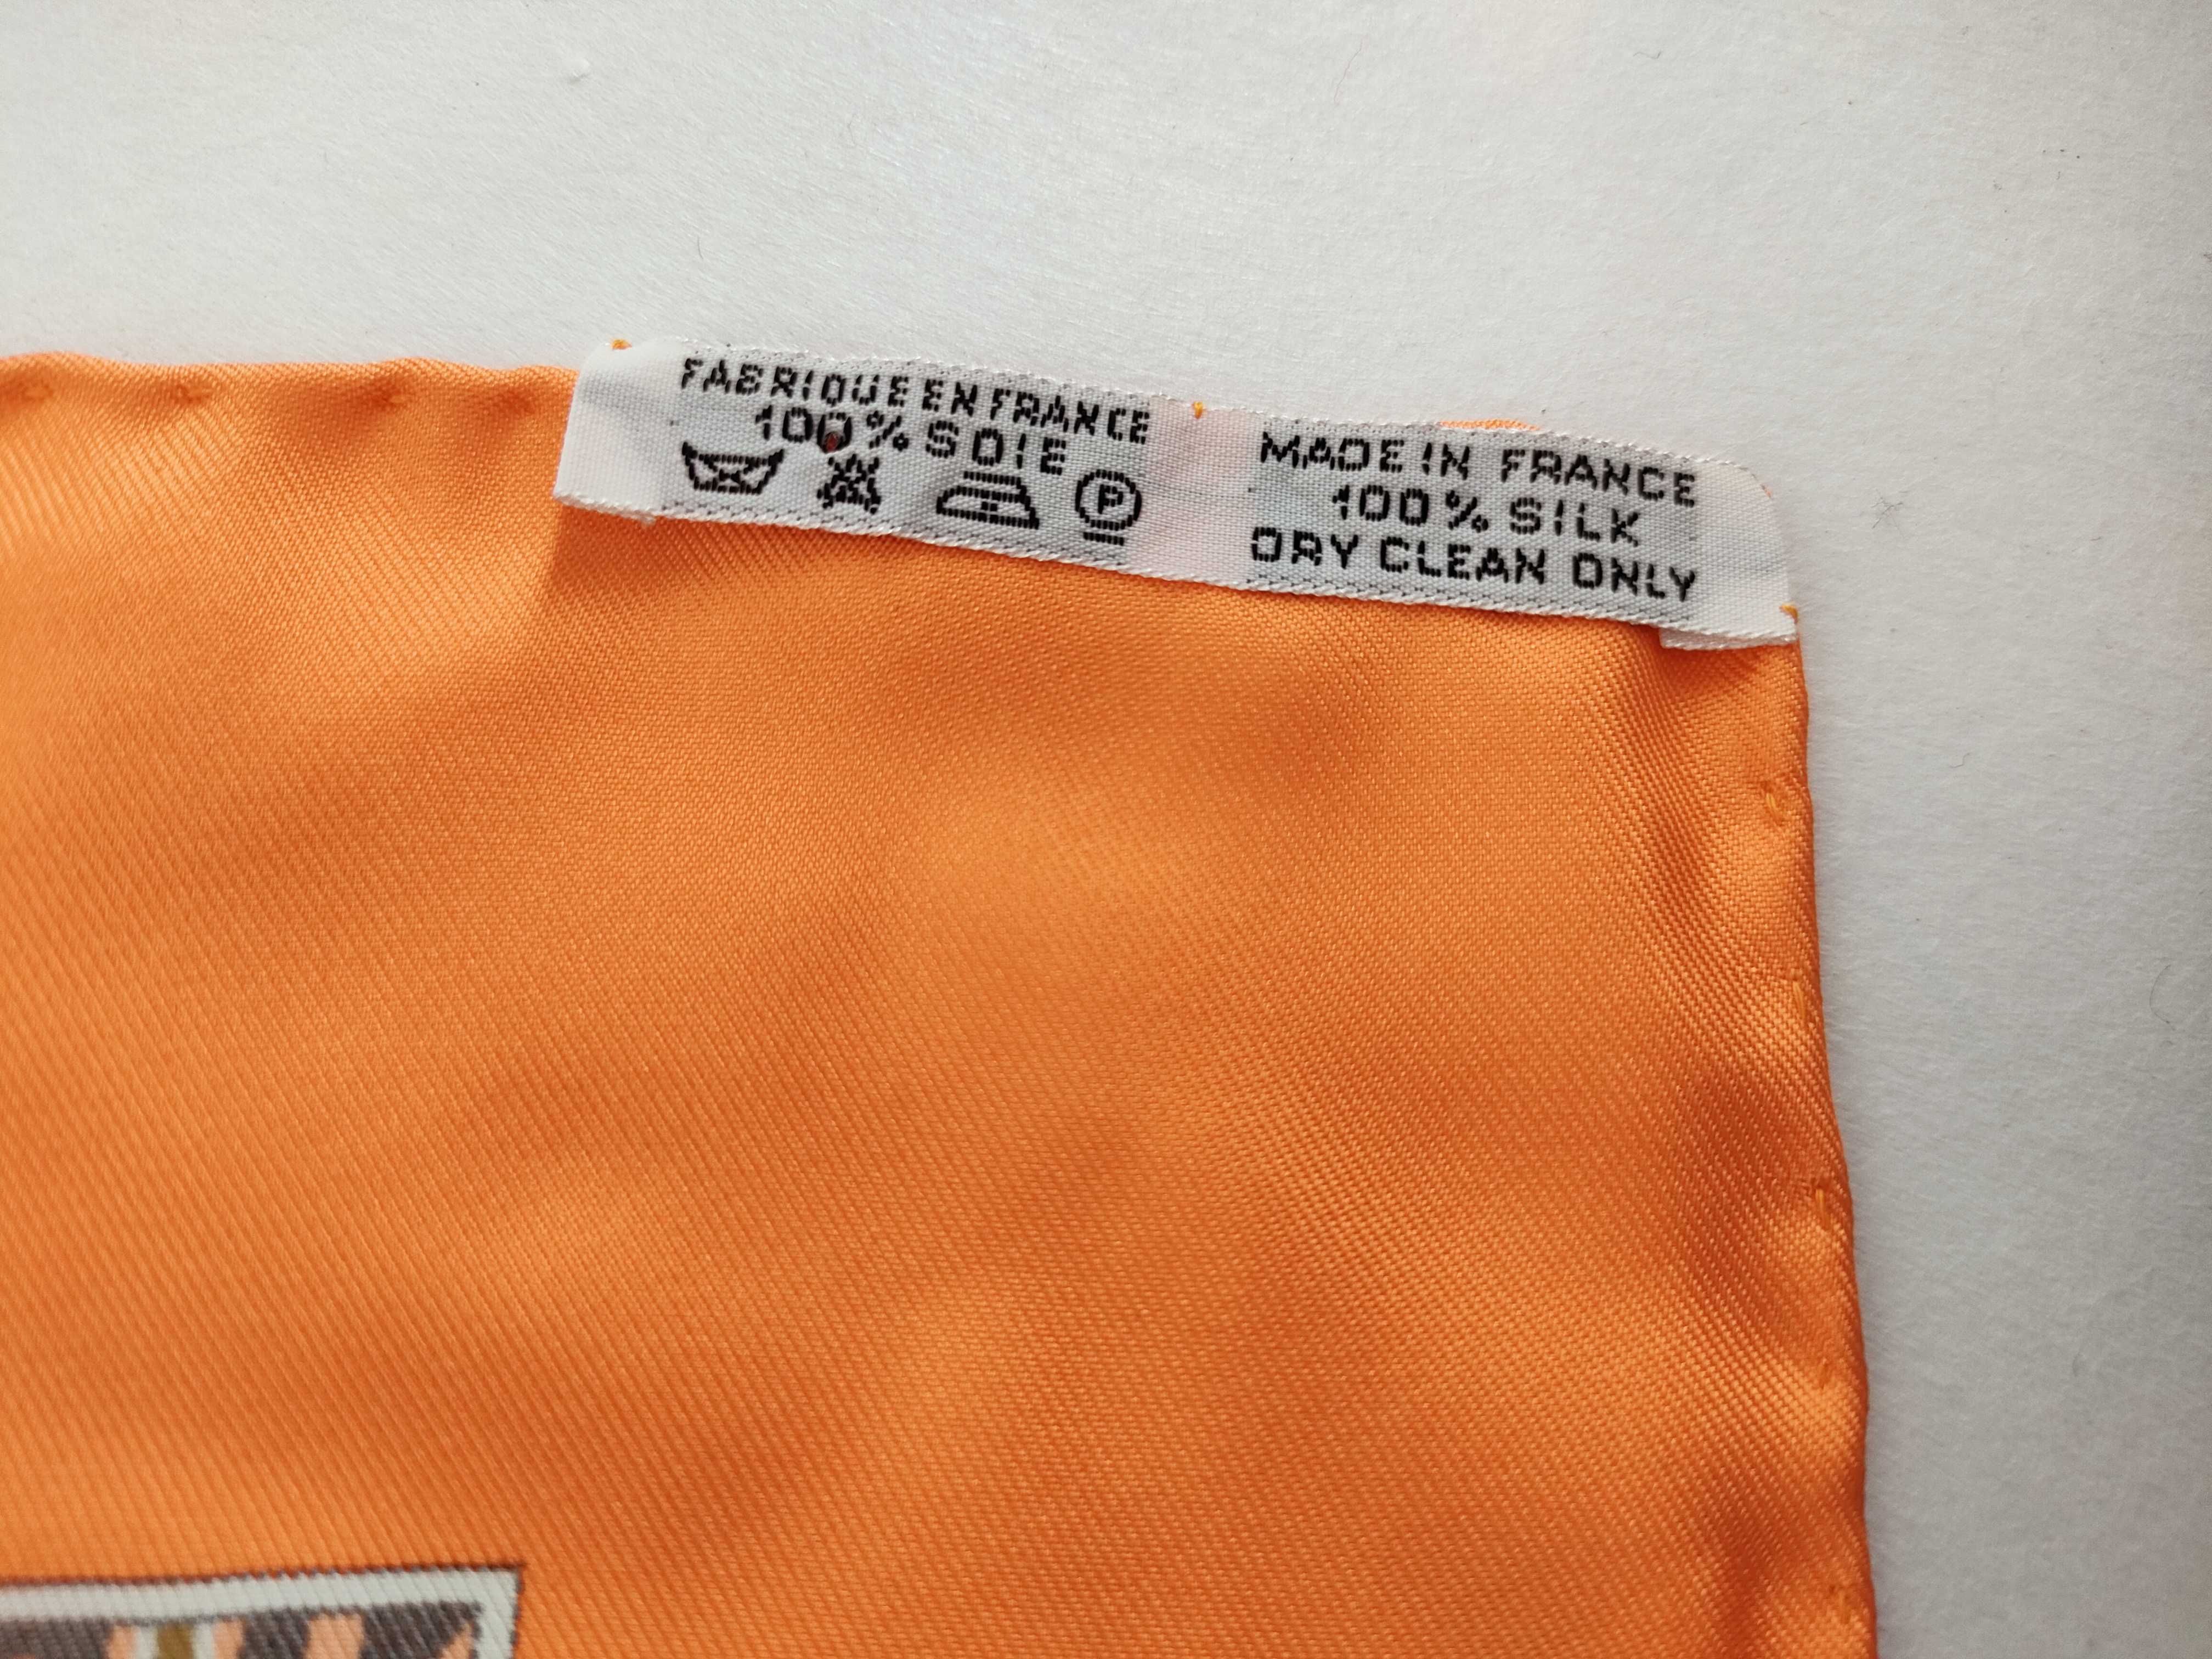 FABRIQUE EN FRANCE
100% SOIE
P
MADE IN FRANCE
100% SILK
DRY CLEAN ONLY